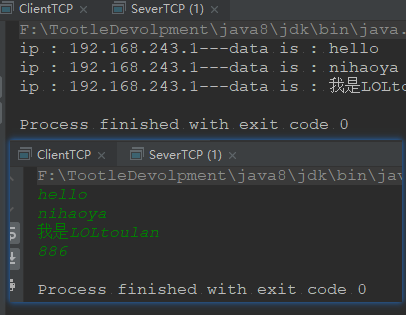 ClientTCP × SeverTCP (1) ×
F:\TootleDevolpment\java8\jdk\bin\java.
ip : 192.168.243.1---data is : hello
ip : 192.168.243.1---data is : nihaoya
ip : 192.168.243.1---data is : 我是LOLto
Process finished with exit code 0
ClientTCP × SeverTCP (1) ×
F:\TootleDevolpment\java8\jdk\bin\jav
hello
nihaoya
我是LOLtoulan
886
Process finished with exit code 0